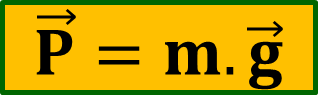 P⃗ = m.g⃗